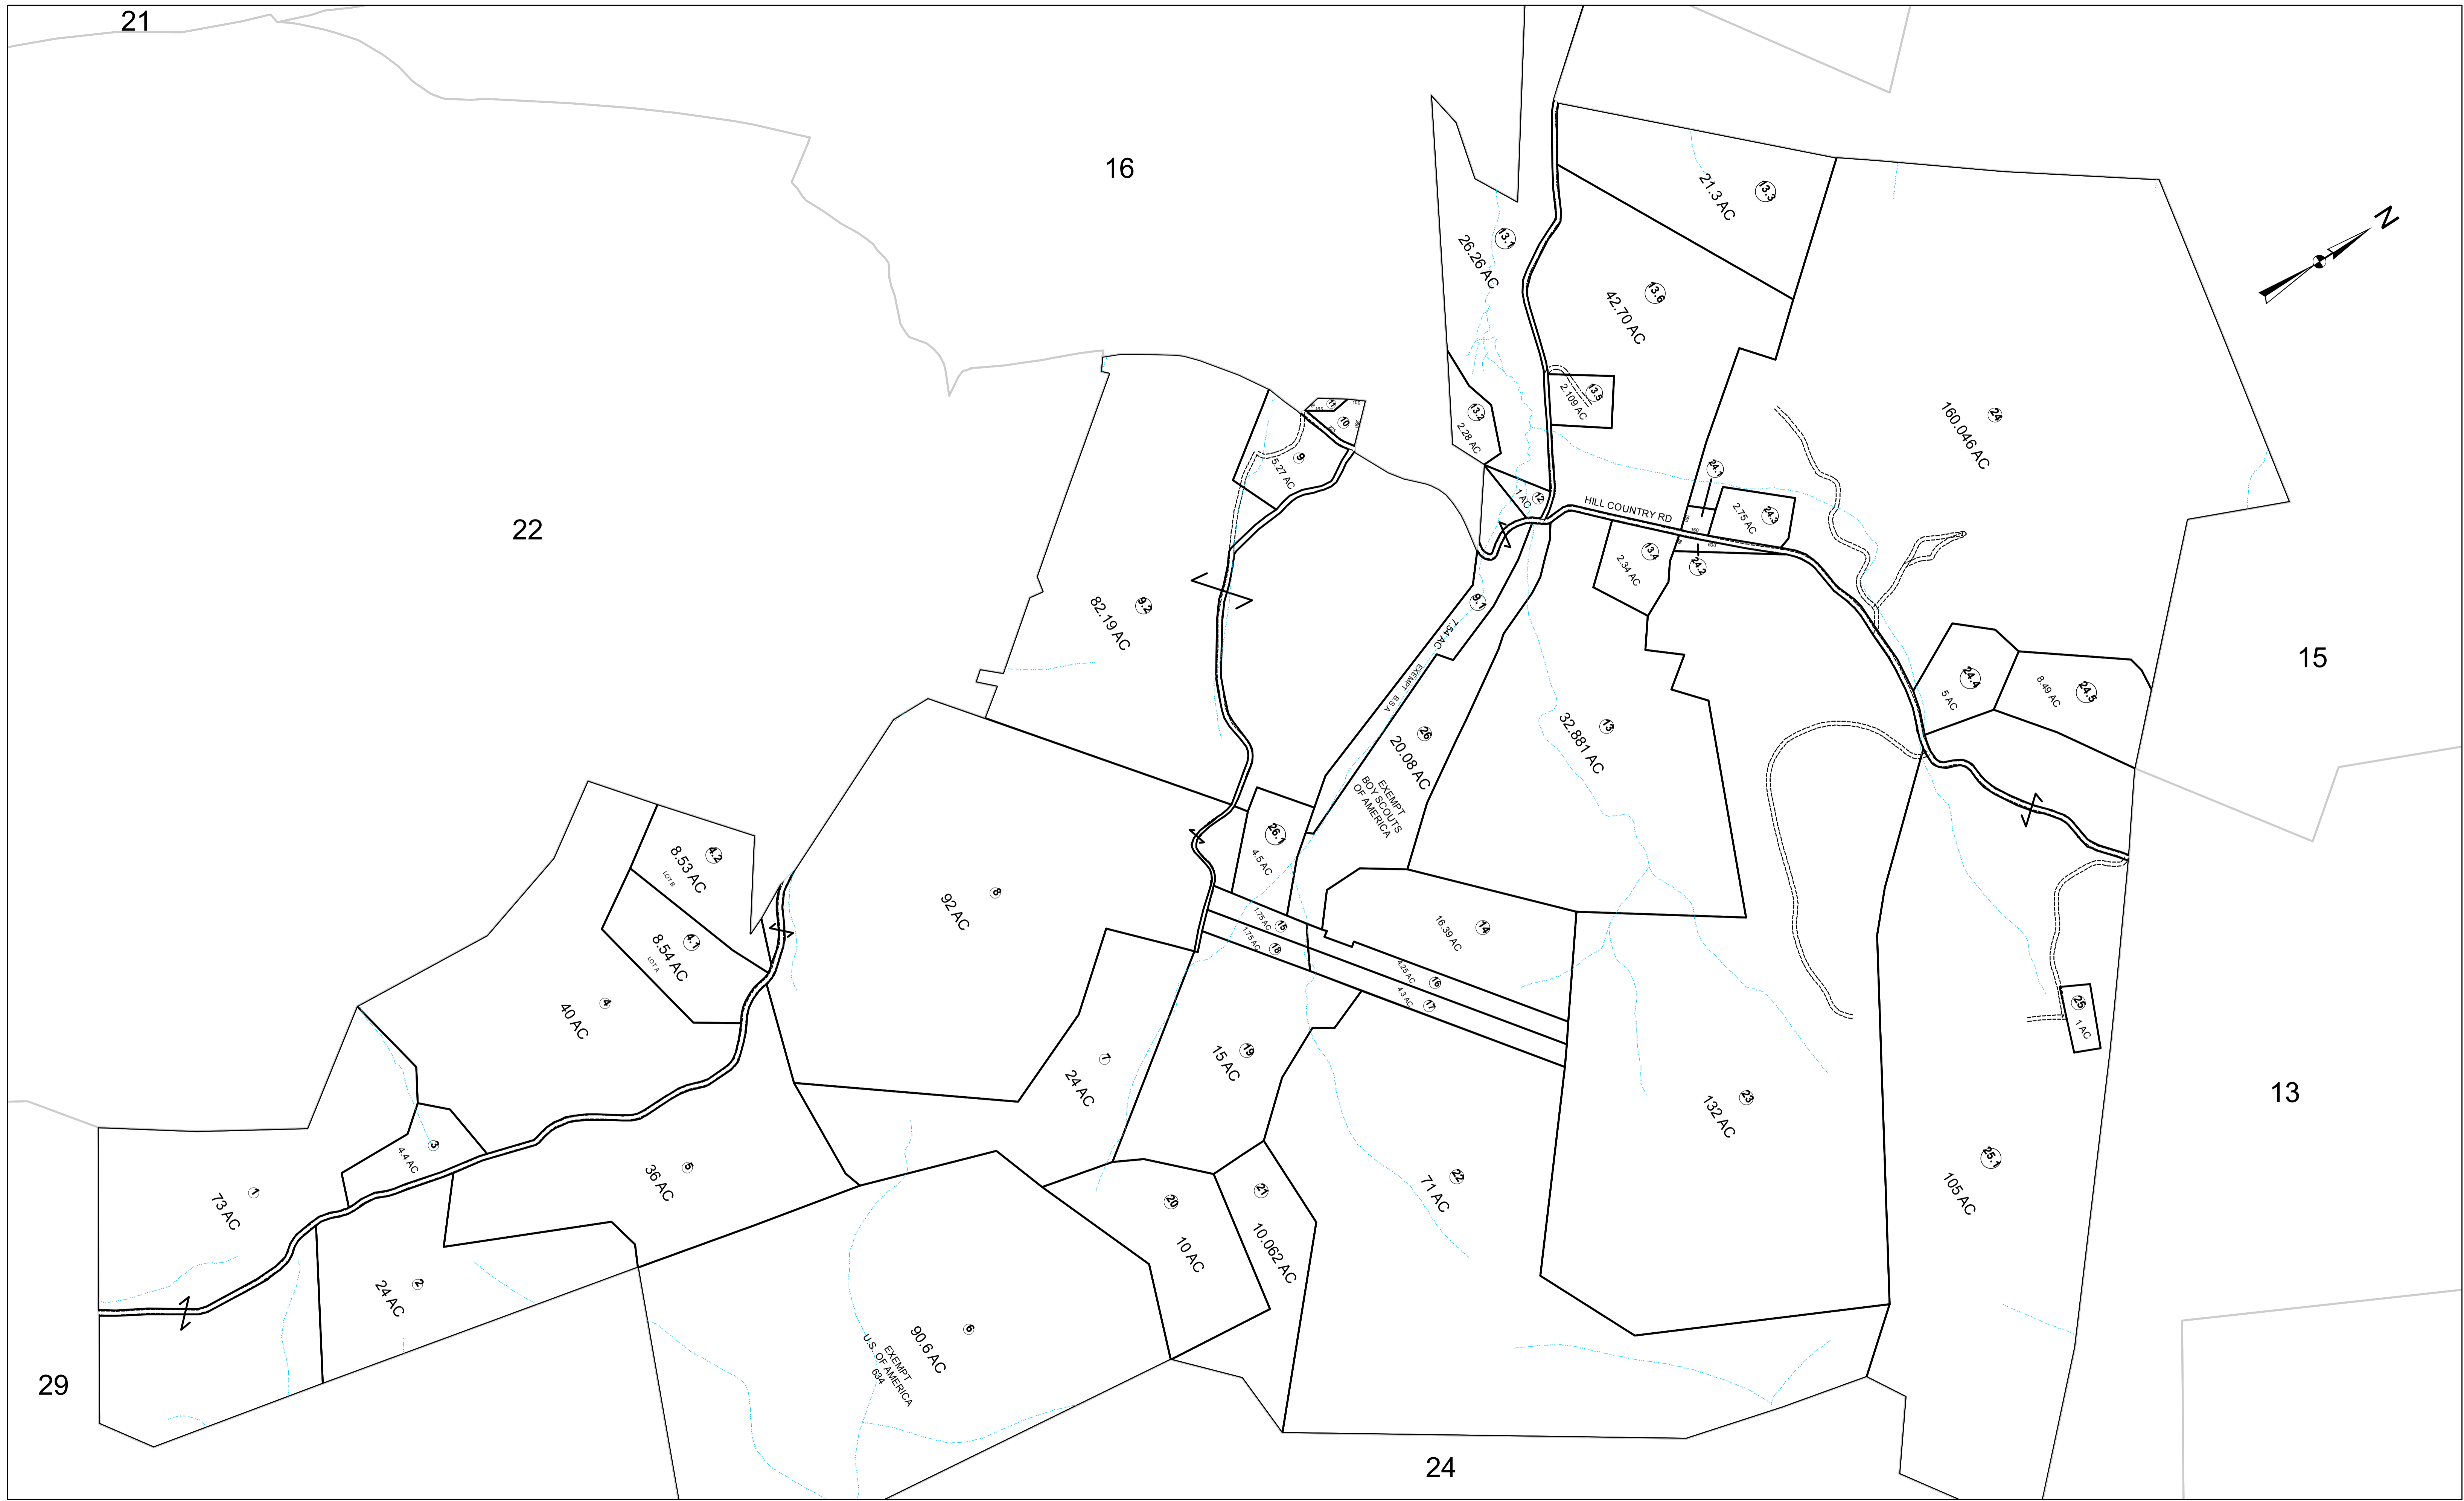 21
16
22
15
13
29
24
N
13.3
21.3 AC
13.1
26.26 AC
13.6
42.70 AC
13.5
2.109 AC
13.2
2.28 AC
24
160.046 AC
11
10
9
5.27 AC
12
1 AC
HILL COUNTRY RD
24.1
24.3
2.75 AC
13.4
2.34 AC
24.2
9.2
82.19 AC
9.1
7.54 AC
EXEMPT B.S.A
24.4
5 AC
24.5
8.49 AC
26
20.08 AC
EXEMPT
BOY SCOUTS
OF AMERICA
13
32.881 AC
26.1
4.5 AC
4.2
8.53 AC
LOT B
4.1
8.54 AC
LOT A
8
92 AC
15
1.75 AC
18
1.75 AC
14
16.39 AC
16
4.25 AC
17
4.3 AC
4
40 AC
25
1 AC
7
24 AC
19
15 AC
23
132 AC
3
4.4 AC
5
36 AC
1
73 AC
20
10 AC
21
10.062 AC
22
71 AC
25.1
105 AC
2
24 AC
6
90.6 AC
EXEMPT
U.S. OF AMERICA
634